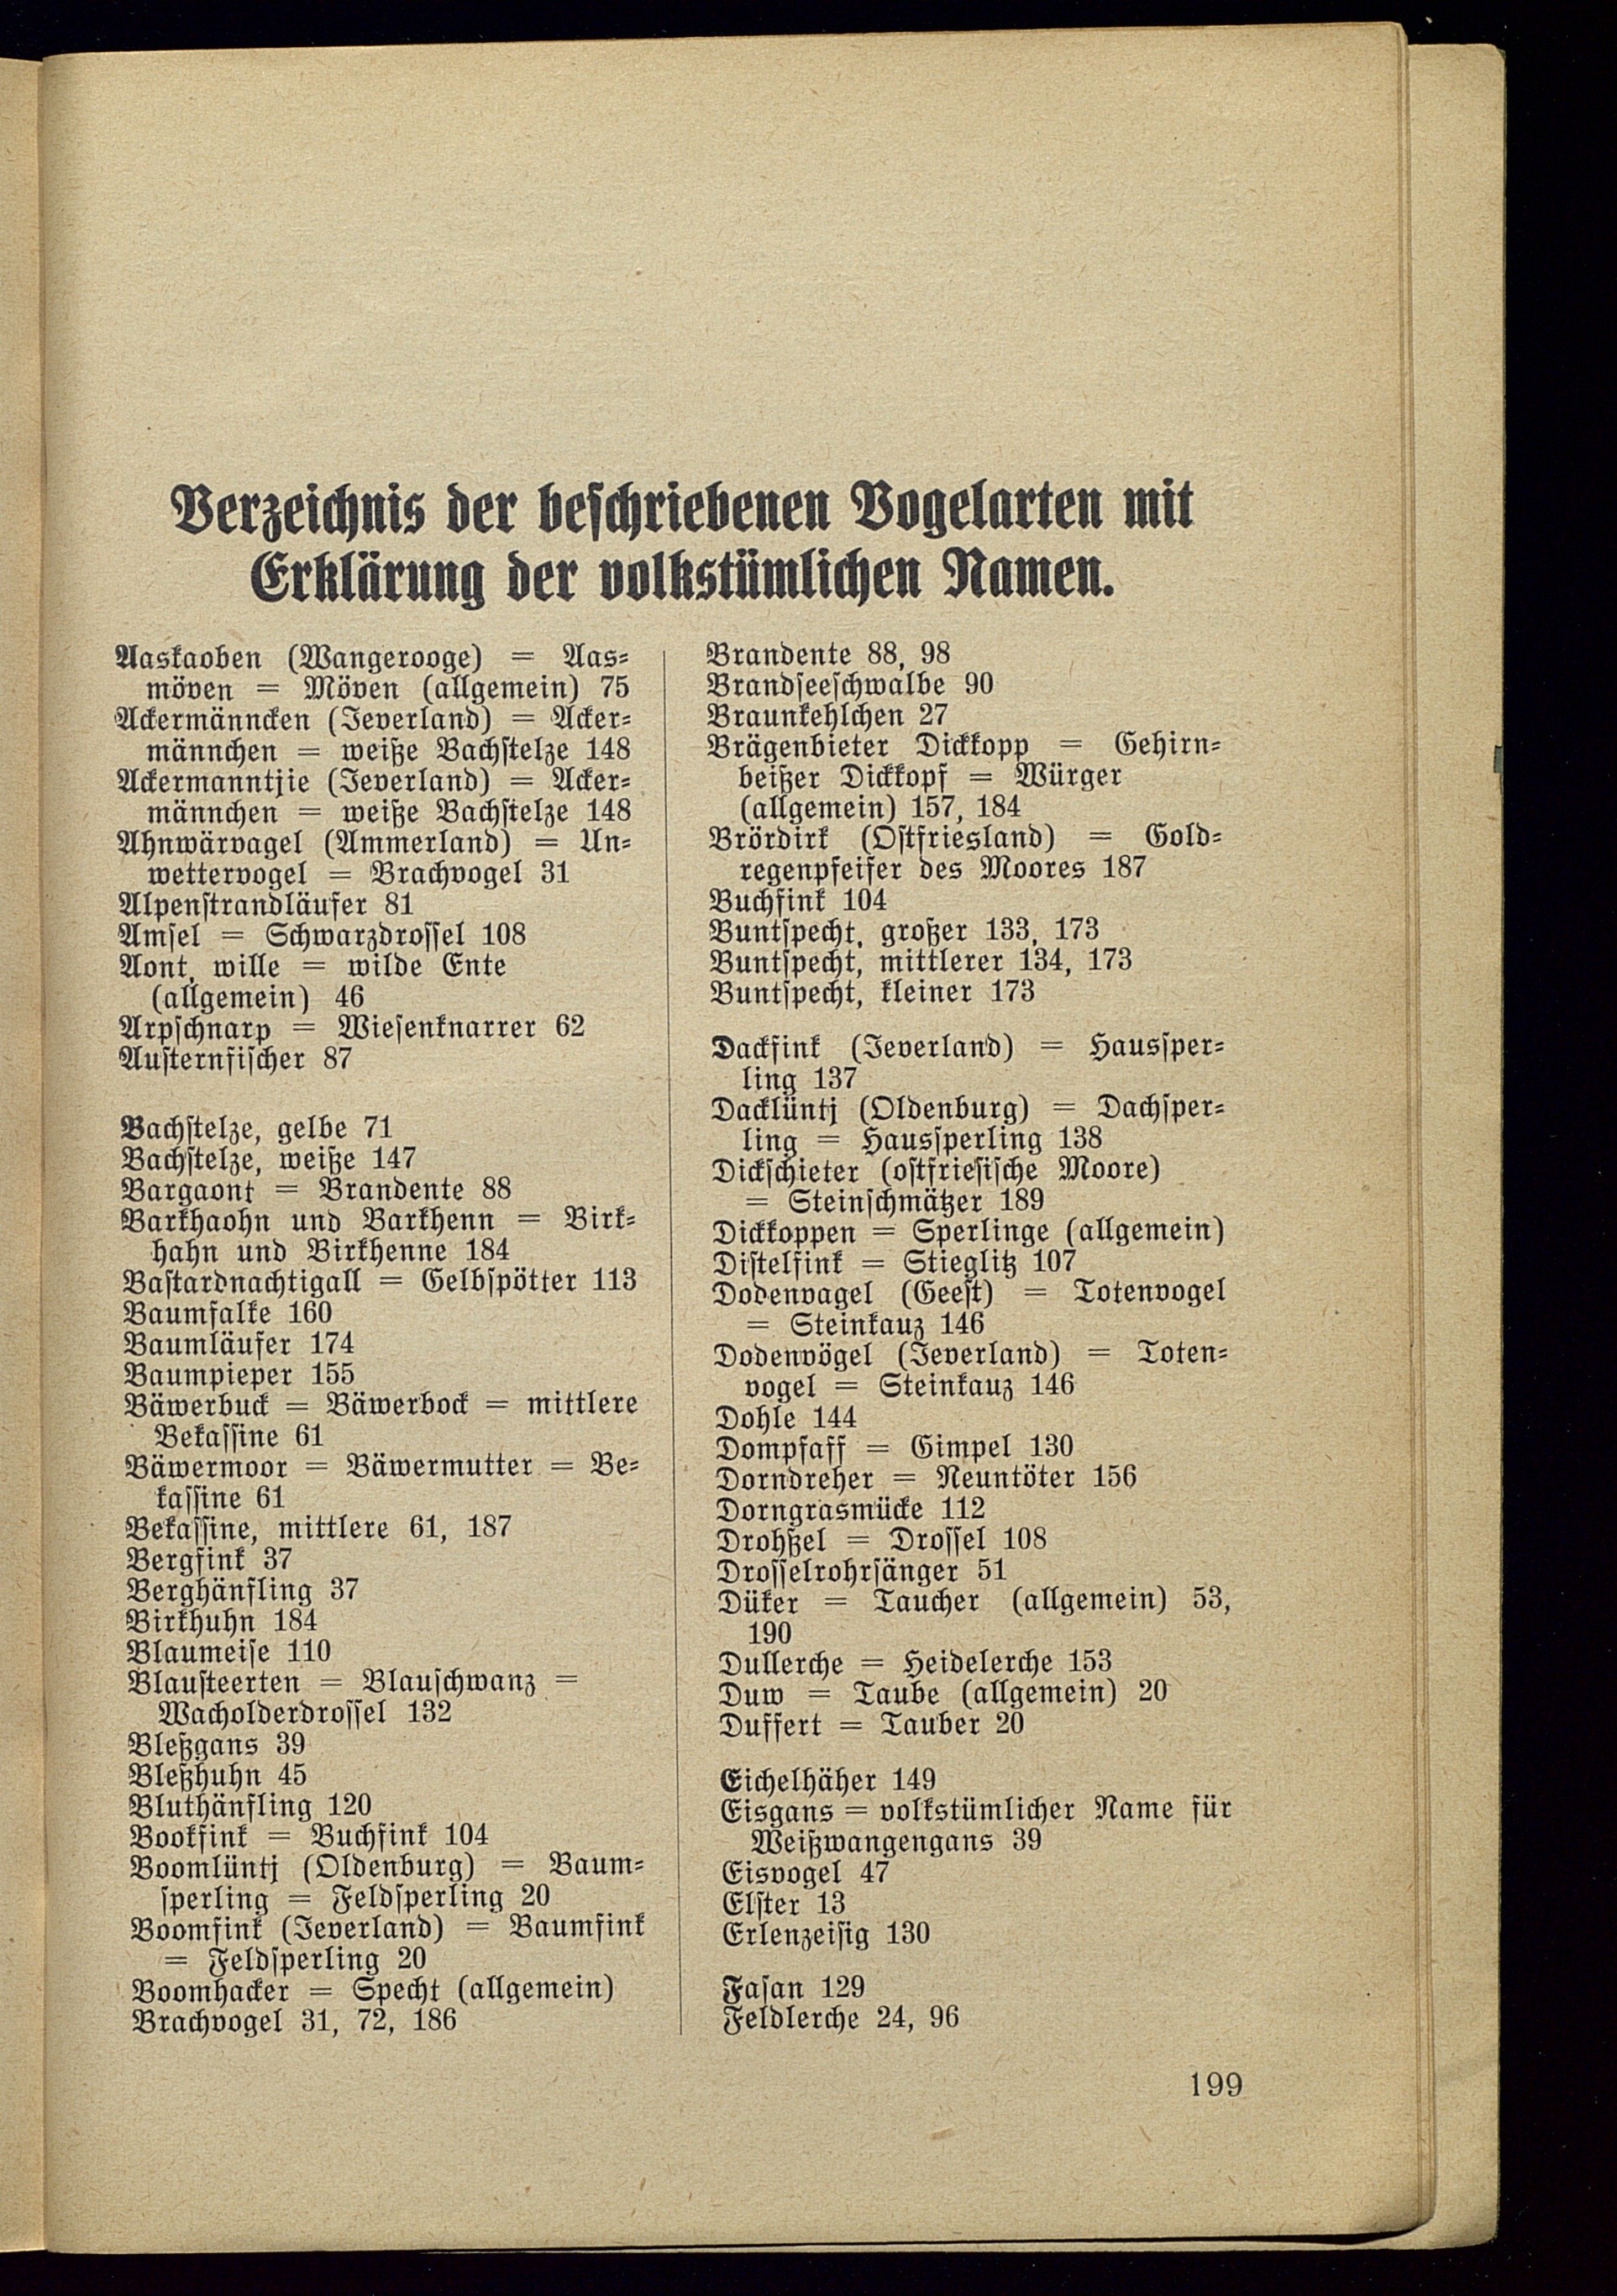 Verzeichnis der beschriebenen Vogelarten mit
Erklärung der volkstümlichen Namen.
Aaskaoben (Wangerooge) = Aas-
möven = Möven (allgemein) 75
Ackermänncken (Jeverland) = Acker-
männchen = weiße Bachstelze 148
Ackermanntjie (Jeverland) = Acker-
männchen = weiße Bachstelze 148
Ahnwärvagel (Ammerland) = Un-
wettervogel = Brachvogel 31
Alpenstrandläufer 81
Amsel = Schwarzdrossel 108
Aont, wille = wilde Ente
(allgemein) 46
Arpschnarp = Wiesenknarrer 62
Austernfischer 87
Bachstelze, gelbe 71
Bachstelze, weiße 147
Bargaont = Brandente 88
Barkhaohn und Barkhenn = Birk-
hahn und Birkhenne 184
Bastardnachtigall = Gelbspötter 113
Baumfalke 160
Baumläufer 174
Baumpieper 155
Bäwerbuck = Bäwerbock = mittlere
Bekassine 61
Bäwermoor = Bäwermutter = Be-
kassine 61
Bekassine, mittlere 61, 187
Bergfink 37
Berghänfling 37
Birkhuhn 184
Blaumeise 110
Blausteerten = Blauschwanz =
Wacholderdrossel 132
Bleßgans 39
Bleßhuhn 45
Bluthänfling 120
Bookfink = Buchfink 104
Boomlüntj (Oldenburg) = Baum-
sperling = Feldsperling 20
Boomfink (Jeverland) = Baumfink
= Feldsperling 20
Boomhacker = Specht (allgemein)
Brachvogel 31, 72, 186
Brandente 88, 98
Brandseeschwalbe 90
Braunkehlchen 27
Brägenbieter Dickkopp = Gehirn-
beißer Dickkopf = Würger
(allgemein) 157, 184
Brördirk (Ostfriesland) = Gold-
regenpfeifer des Moores 187
Buchfink 104
Buntspecht, großer 133, 173
Buntspecht, mittlerer 134, 173
Buntspecht, kleiner 173
Dackfink (Jeverland) = Haussper-
ling 137
Dacklüntj (Oldenburg) = Dachsper-
ling = Haussperling 138
Dickschieter (ostfriesische Moore)
= Steinschmätzer 189
Dickkoppen = Sperlinge (allgemein)
Distelfink = Stieglitz 107
Dodenvagel (Geest) = Totenvogel
= Steinkauz 146
Dodenvögel (Jeverland) = Toten-
vogel = Steinkauz 146
Dohle 144
Dompfaff = Gimpel 130
Dorndreher = Neuntöter 156
Dorngrasmücke 112
Drohßel = Drossel 108
Drosselrohrsänger 51
Düker = Taucher (allgemein) 53,
190
Dullerche = Heidelerche 153
Duw = Taube (allgemein) 20
Duffert = Tauber 20
Eichelhäher 149
Eisgans = volkstümlicher Name für
Weißwangengans 39
Eisvogel 47
Elster 13
Erlenzeisig 130
Fasan 129
Feldlerche 24, 96
199